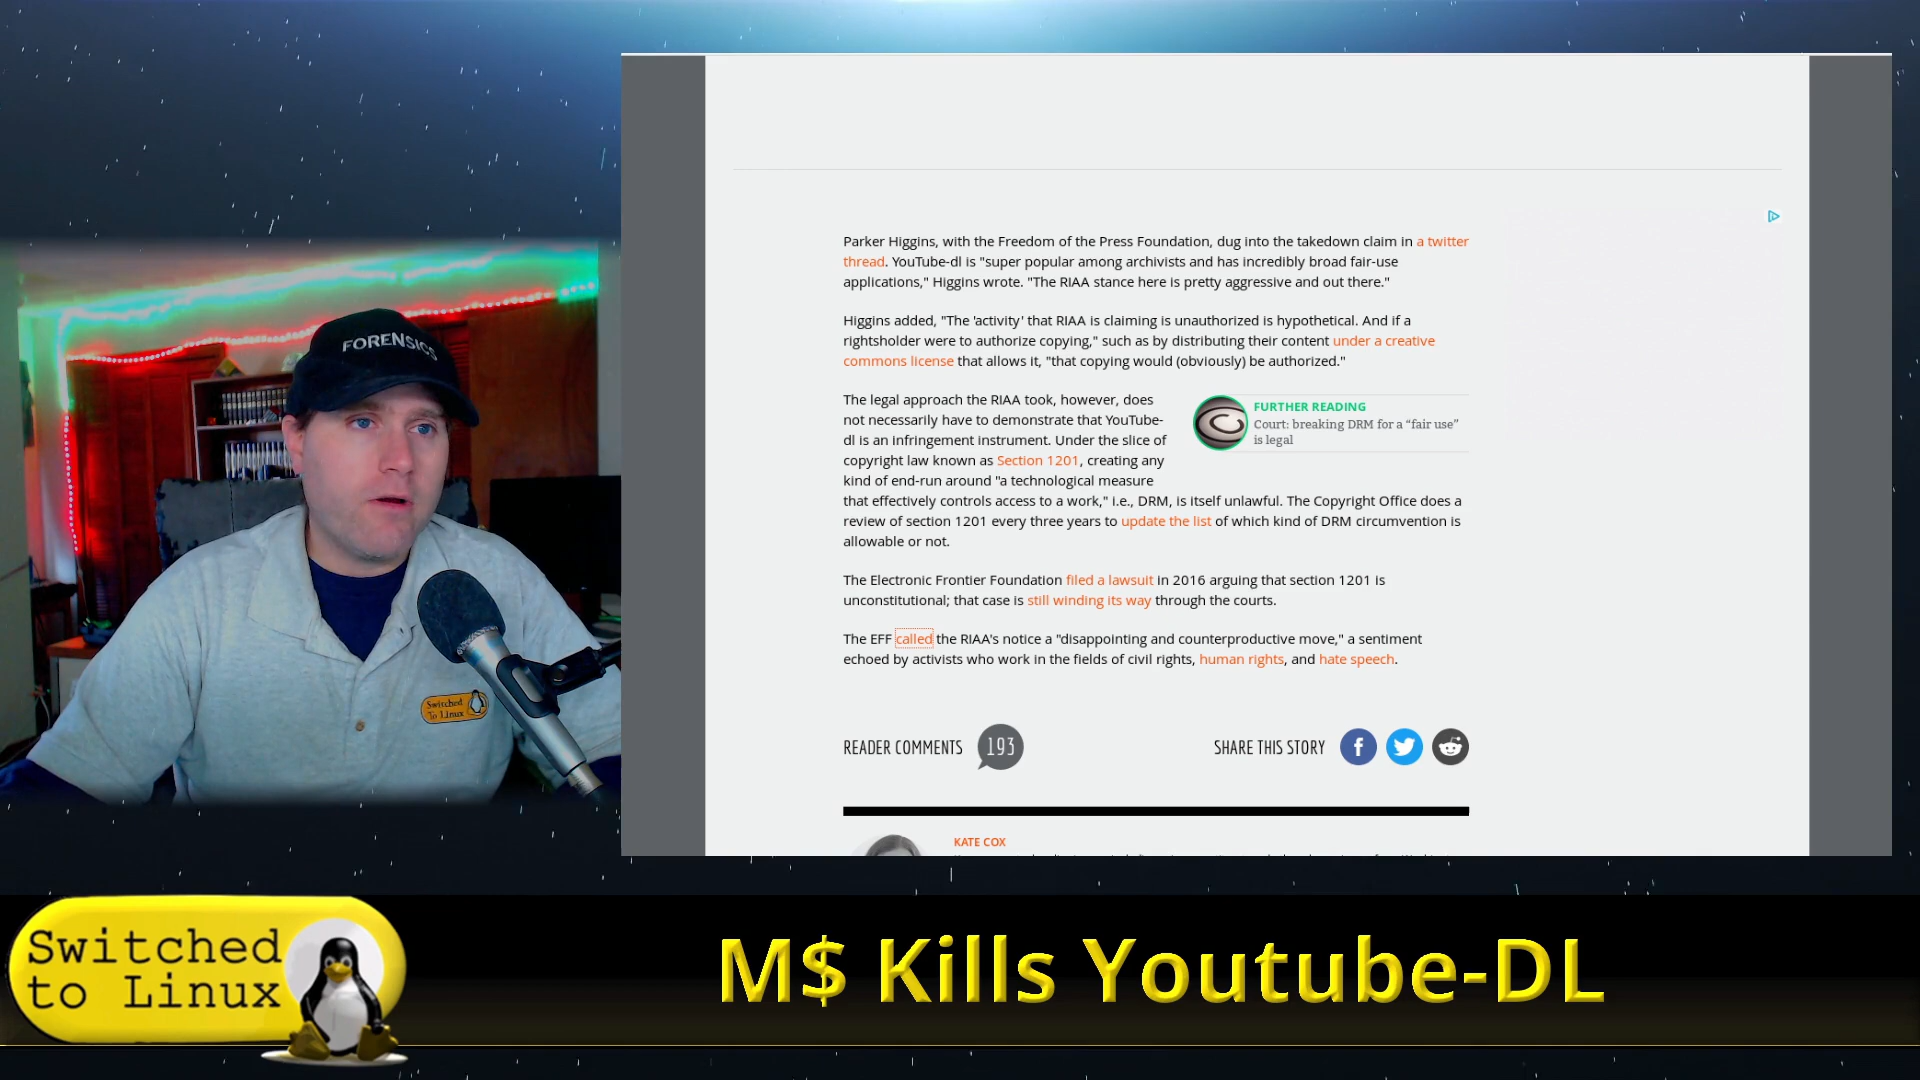 FORENSICS
Switched
To Linux
Parker Higgins, with the Freedom of the Press Foundation, dug into the takedown claim in a twitter
thread. YouTube-dl is "super popular among archivists and has incredibly broad fair-use
applications," Higgins wrote. "The RIAA stance here is pretty aggressive and out there."
Higgins added, "The 'activity' that RIAA is claiming is unauthorized is hypothetical. And if a
rightsholder were to authorize copying," such as by distributing their content under a creative
commons license that allows it, "that copying would (obviously) be authorized."
The legal approach the RIAA took, however, does
not necessarily have to demonstrate that YouTube-
dl is an infringement instrument. Under the slice of
copyright law known as Section 1201, creating any
kind of end-run around "a technological measure
that effectively controls access to a work," i.e., DRM, is itself unlawful. The Copyright Office does a
review of section 1201 every three years to update the list of which kind of DRM circumvention is
allowable or not.
FURTHER READING
Court: breaking DRM for a “fair use”
is legal
The Electronic Frontier Foundation filed a lawsuit in 2016 arguing that section 1201 is
unconstitutional; that case is still winding its way through the courts.
The EFF called the RIAA's notice a "disappointing and counterproductive move," a sentiment
echoed by activists who work in the fields of civil rights, human rights, and hate speech.
READER COMMENTS 193
SHARE THIS STORY
KATE COX
Switched
to Linux
M$ Kills Youtube-DL